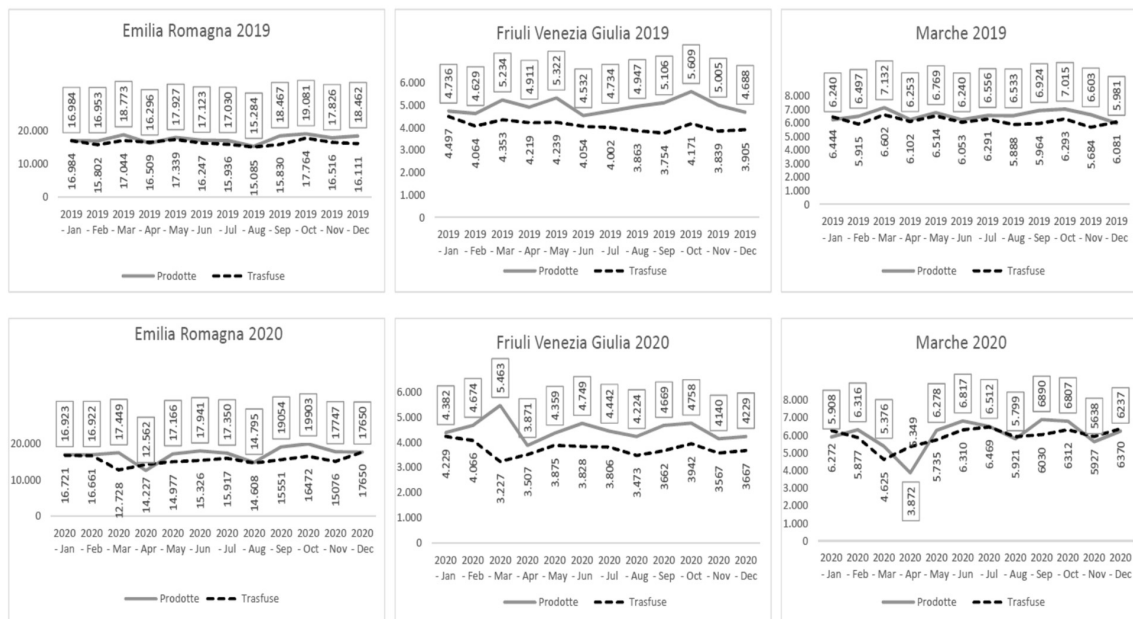 Emilia Romagna 2019
16.984 16.953 18.773 16.296 17.927 17.123 17.030 15.284 18.467 19.081 17.826 18.462
20.000
10.000
0
16.984 15.802 17.044 16.509 17.339 16.247 15.936 15.085 15.830 17.764 16.516 16.111
2019 2019 2019 2019 2019 2019 2019 2019 2019 2019 2019 2019
- Jan - Feb - Mar - Apr - May - Jun - Jul - Aug - Sep - Oct - Nov - Dec
Prodotte Trasfuse
Friuli Venezia Giulia 2019
4.736 4.629 5.234 4.911 5.322 4.532 4.734 4.947 5.106 5.609 5.005 4.688
6.000
5.000
4.000
3.000
2.000
1.000
0
4.497 4.064 4.353 4.219 4.239 4.054 4.002 3.863 3.754 4.171 3.839 3.905
2019 2019 2019 2019 2019 2019 2019 2019 2019 2019 2019 2019
- Jan - Feb - Mar - Apr - May - Jun - Jul - Aug - Sep - Oct - Nov - Dec
Prodotte Trasfuse
Marche 2019
6.240 6.497 7.132 6.253 6.769 6.240 6.556 6.533 6.924 7.015 6.603 5.981
8.000
7.000
6.000
5.000
4.000
3.000
2.000
1.000
0
6.444 5.915 6.602 6.102 6.514 6.053 6.291 5.888 5.964 6.293 5.684 6.081
2019 2019 2019 2019 2019 2019 2019 2019 2019 2019 2019 2019
- Jan - Feb - Mar - Apr - May - Jun - Jul - Aug - Sep - Oct - Nov - Dec
Prodotte Trasfuse
Emilia Romagna 2020
16.923 16.922 17.449 12.562 17.166 17.941 17.350 14.795 19054 19903 17747 17650
20.000
10.000
0
16.721 16.661 12.728 14.227 14.977 15.326 15.917 14.608 15551 16472 15076 17650
2020 2020 2020 2020 2020 2020 2020 2020 2020 2020 2020 2020
- Jan - Feb - Mar - Apr - May - Jun - Jul - Aug - Sep - Oct - Nov - Dec
Prodotte Trasfuse
Friuli Venezia Giulia 2020
4.382 4.674 5.463 3.871 4.359 4.749 4.442 4.224 4669 4758 4140 4229
6.000
5.000
4.000
3.000
2.000
1.000
0
4.229 4.066 3.227 3.507 3.875 3.828 3.806 3.473 3662 3942 3567 3667
2020 2020 2020 2020 2020 2020 2020 2020 2020 2020 2020 2020
- Jan - Feb - Mar - Apr - May - Jun - Jul - Aug - Sep - Oct - Nov - Dec
Prodotte Trasfuse
Marche 2020
5.908 6.316 5.376 5.349 6.278 6.817 6.512 5.799 6890 6807 5638 6237
8.000
7.000
6.000
5.000
4.000
3.000
2.000
1.000
0
6.272 5.877 4.625 3.872 5.735 6.310 6.469 5.921 6030 6312 5927 6370
2020 2020 2020 2020 2020 2020 2020 2020 2020 2020 2020 2020
- Jan - Feb - Mar - Apr - May - Jun - Jul - Aug - Sep - Oct - Nov - Dec
Prodotte Trasfuse